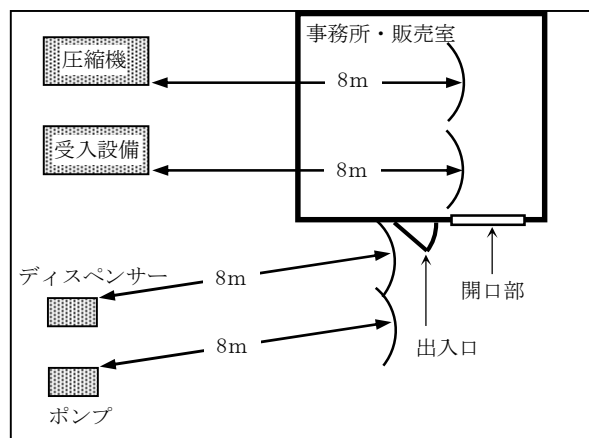 事務所・販売室
圧縮機
8m
受入設備
8m
ディスペンサー
8m
開口部
8m
出入口
ポンプ